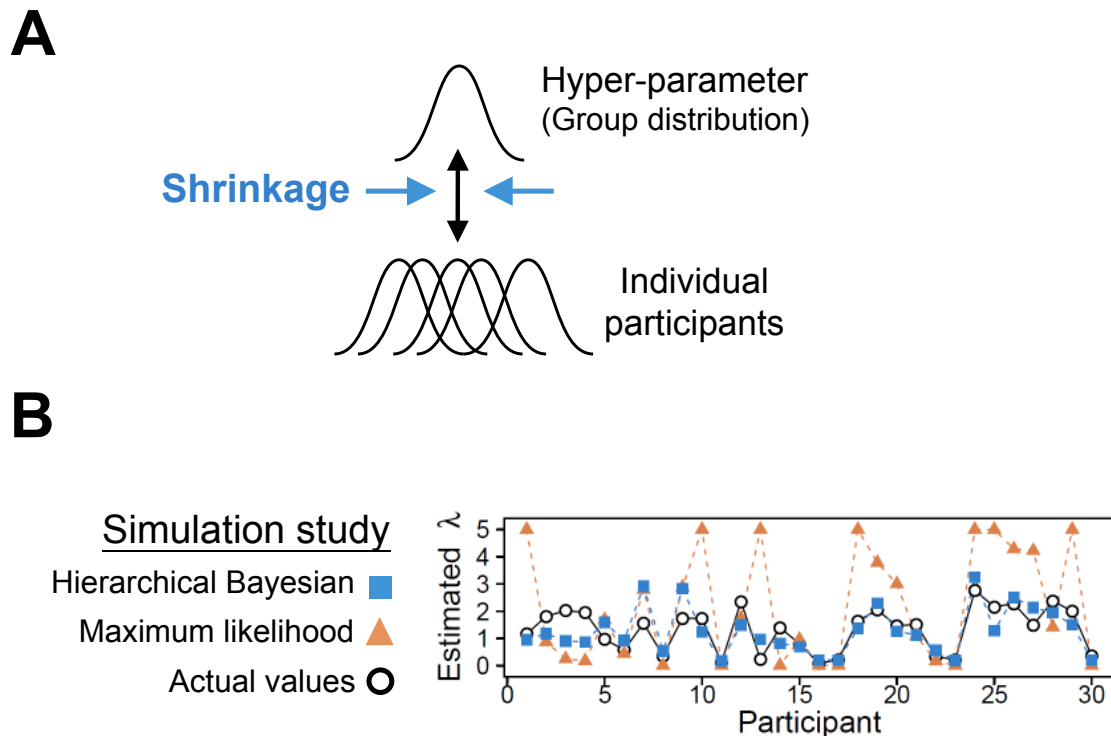 A
Hyper-parameter
(Group distribution)
Shrinkage
Individual
participants
B
Simulation study
Hierarchical Bayesian
Maximum likelihood
Actual values
Estimated λ
5
4
3
2
1
0
0 5 10 15 20 25 30
Participant